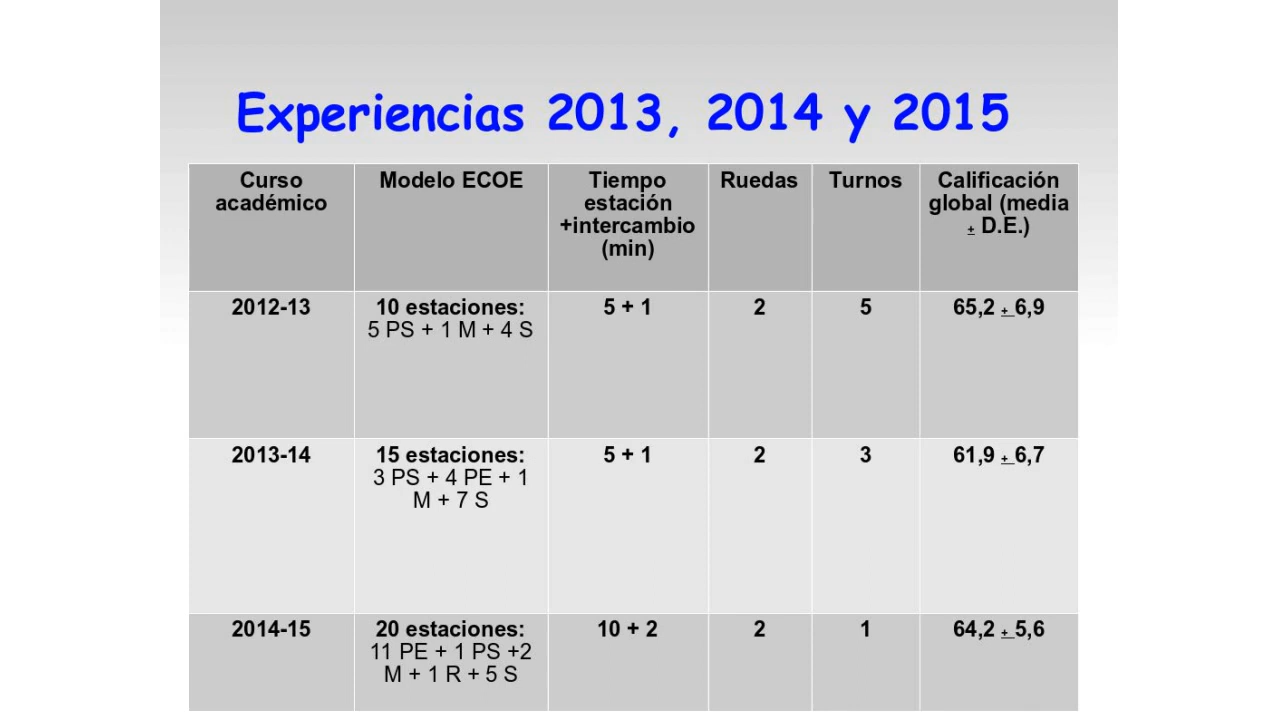 Experiencias 2013, 2014 y 2015
Curso
académico
Modelo ECOE
Tiempo
estación
+intercambio
(min)
Ruedas
Turnos
Calificación
global (media
± D.E.)
2012-13
10 estaciones:
5 PS + 1 M + 4 S
5 + 1
2
5
65,2 ± 6,9
2013-14
15 estaciones:
3 PS + 4 PE + 1
M + 7 S
5 + 1
2
3
61,9 ± 6,7
2014-15
20 estaciones:
11 PE + 1 PS +2
M + 1 R + 5 S
10 + 2
2
1
64,2 ± 5,6